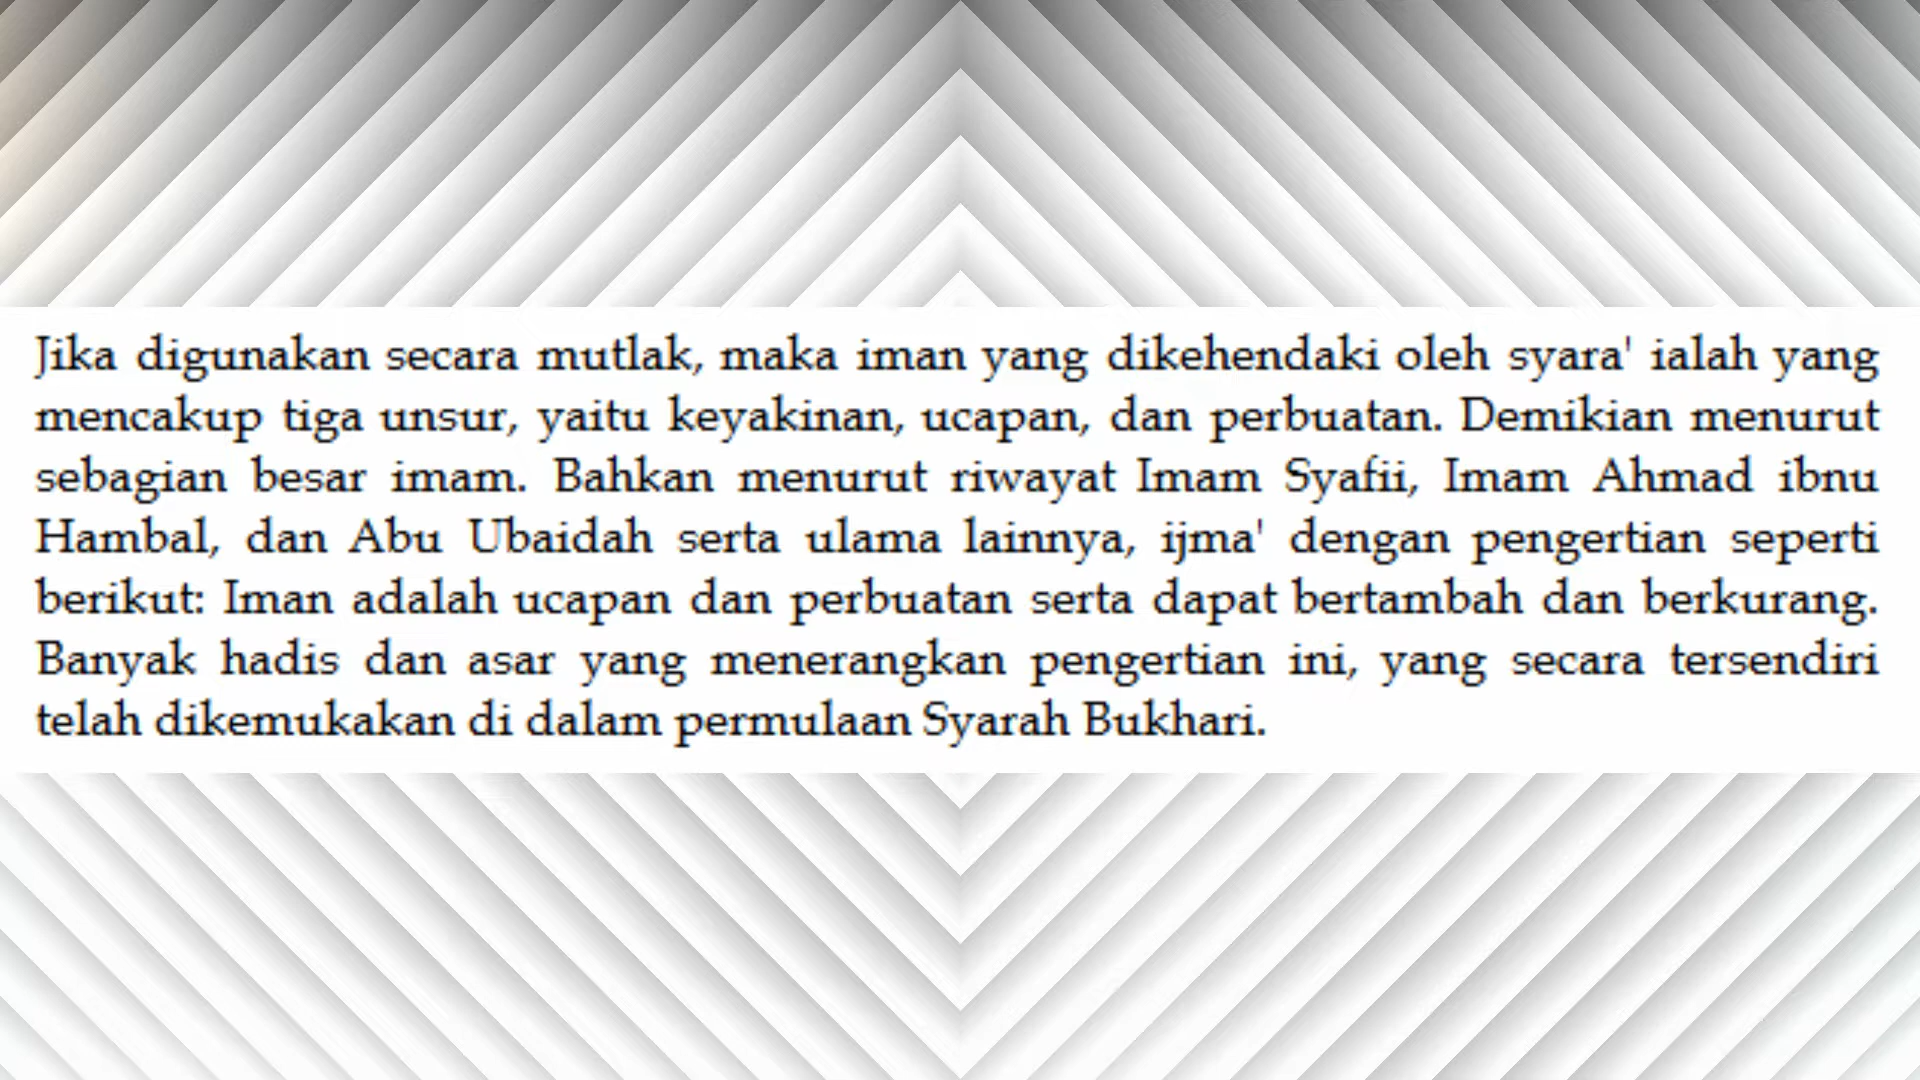 Jika digunakan secara mutlak, maka iman yang dikehendaki oleh syara' ialah yang
mencakup tiga unsur, yaitu keyakinan, ucapan, dan perbuatan. Demikian menurut
sebagian besar imam. Bahkan menurut riwayat Imam Syafii, Imam Ahmad ibnu
Hambal, dan Abu Ubaidah serta ulama lainnya, ijma' dengan pengertian seperti
berikut: Iman adalah ucapan dan perbuatan serta dapat bertambah dan berkurang.
Banyak hadis dan asar yang menerangkan pengertian ini, yang secara tersendiri
telah dikemukakan di dalam permulaan Syarah Bukhari.